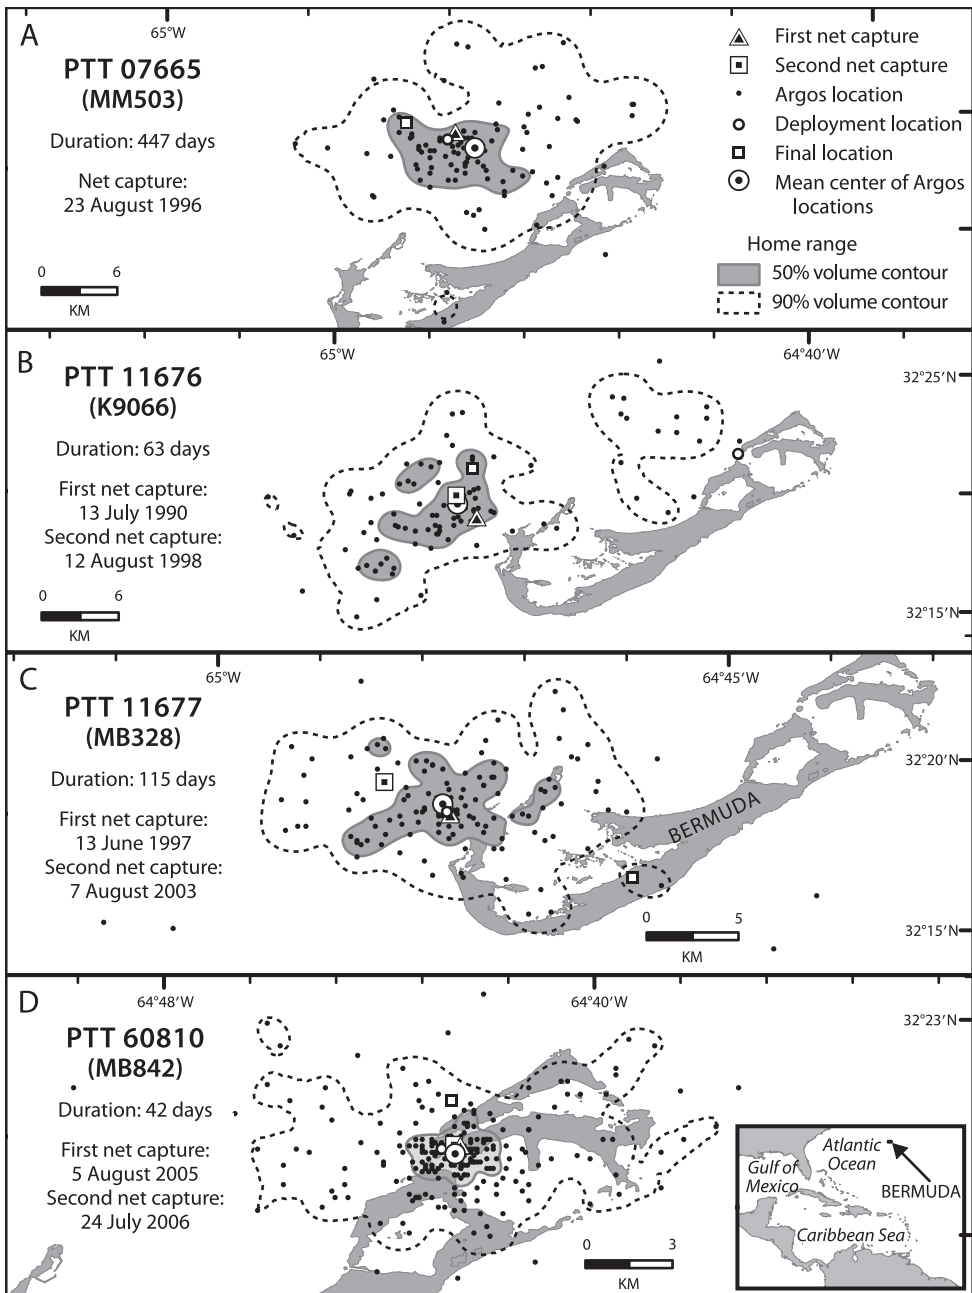 A
65°W
PTT 07665
(MM503)
Duration: 447 days
Net capture:
23 August 1996
0 6
KM
First net capture
Second net capture
Argos location
Deployment location
Final location
Mean center of Argos
locations
Home range
50% volume contour
90% volume contour
B
65°W
64°40′W
PTT 11676
(K9066)
32°25′N
Duration: 63 days
First net capture:
13 July 1990
Second net capture:
12 August 1998
0 6
KM
32°15′N
C
65°W
64°45′W
PTT 11677
(MB328)
32°20′N
Duration: 115 days
First net capture:
13 June 1997
Second net capture:
7 August 2003
BERMUDA
0 5
KM
32°15′N
D
64°48′W
64°40′W
PTT 60810
(MB842)
32°23′N
Duration: 42 days
First net capture:
5 August 2005
Second net capture:
24 July 2006
0 3
KM
Atlantic
Ocean
Gulf of
Mexico
BERMUDA
Caribbean Sea